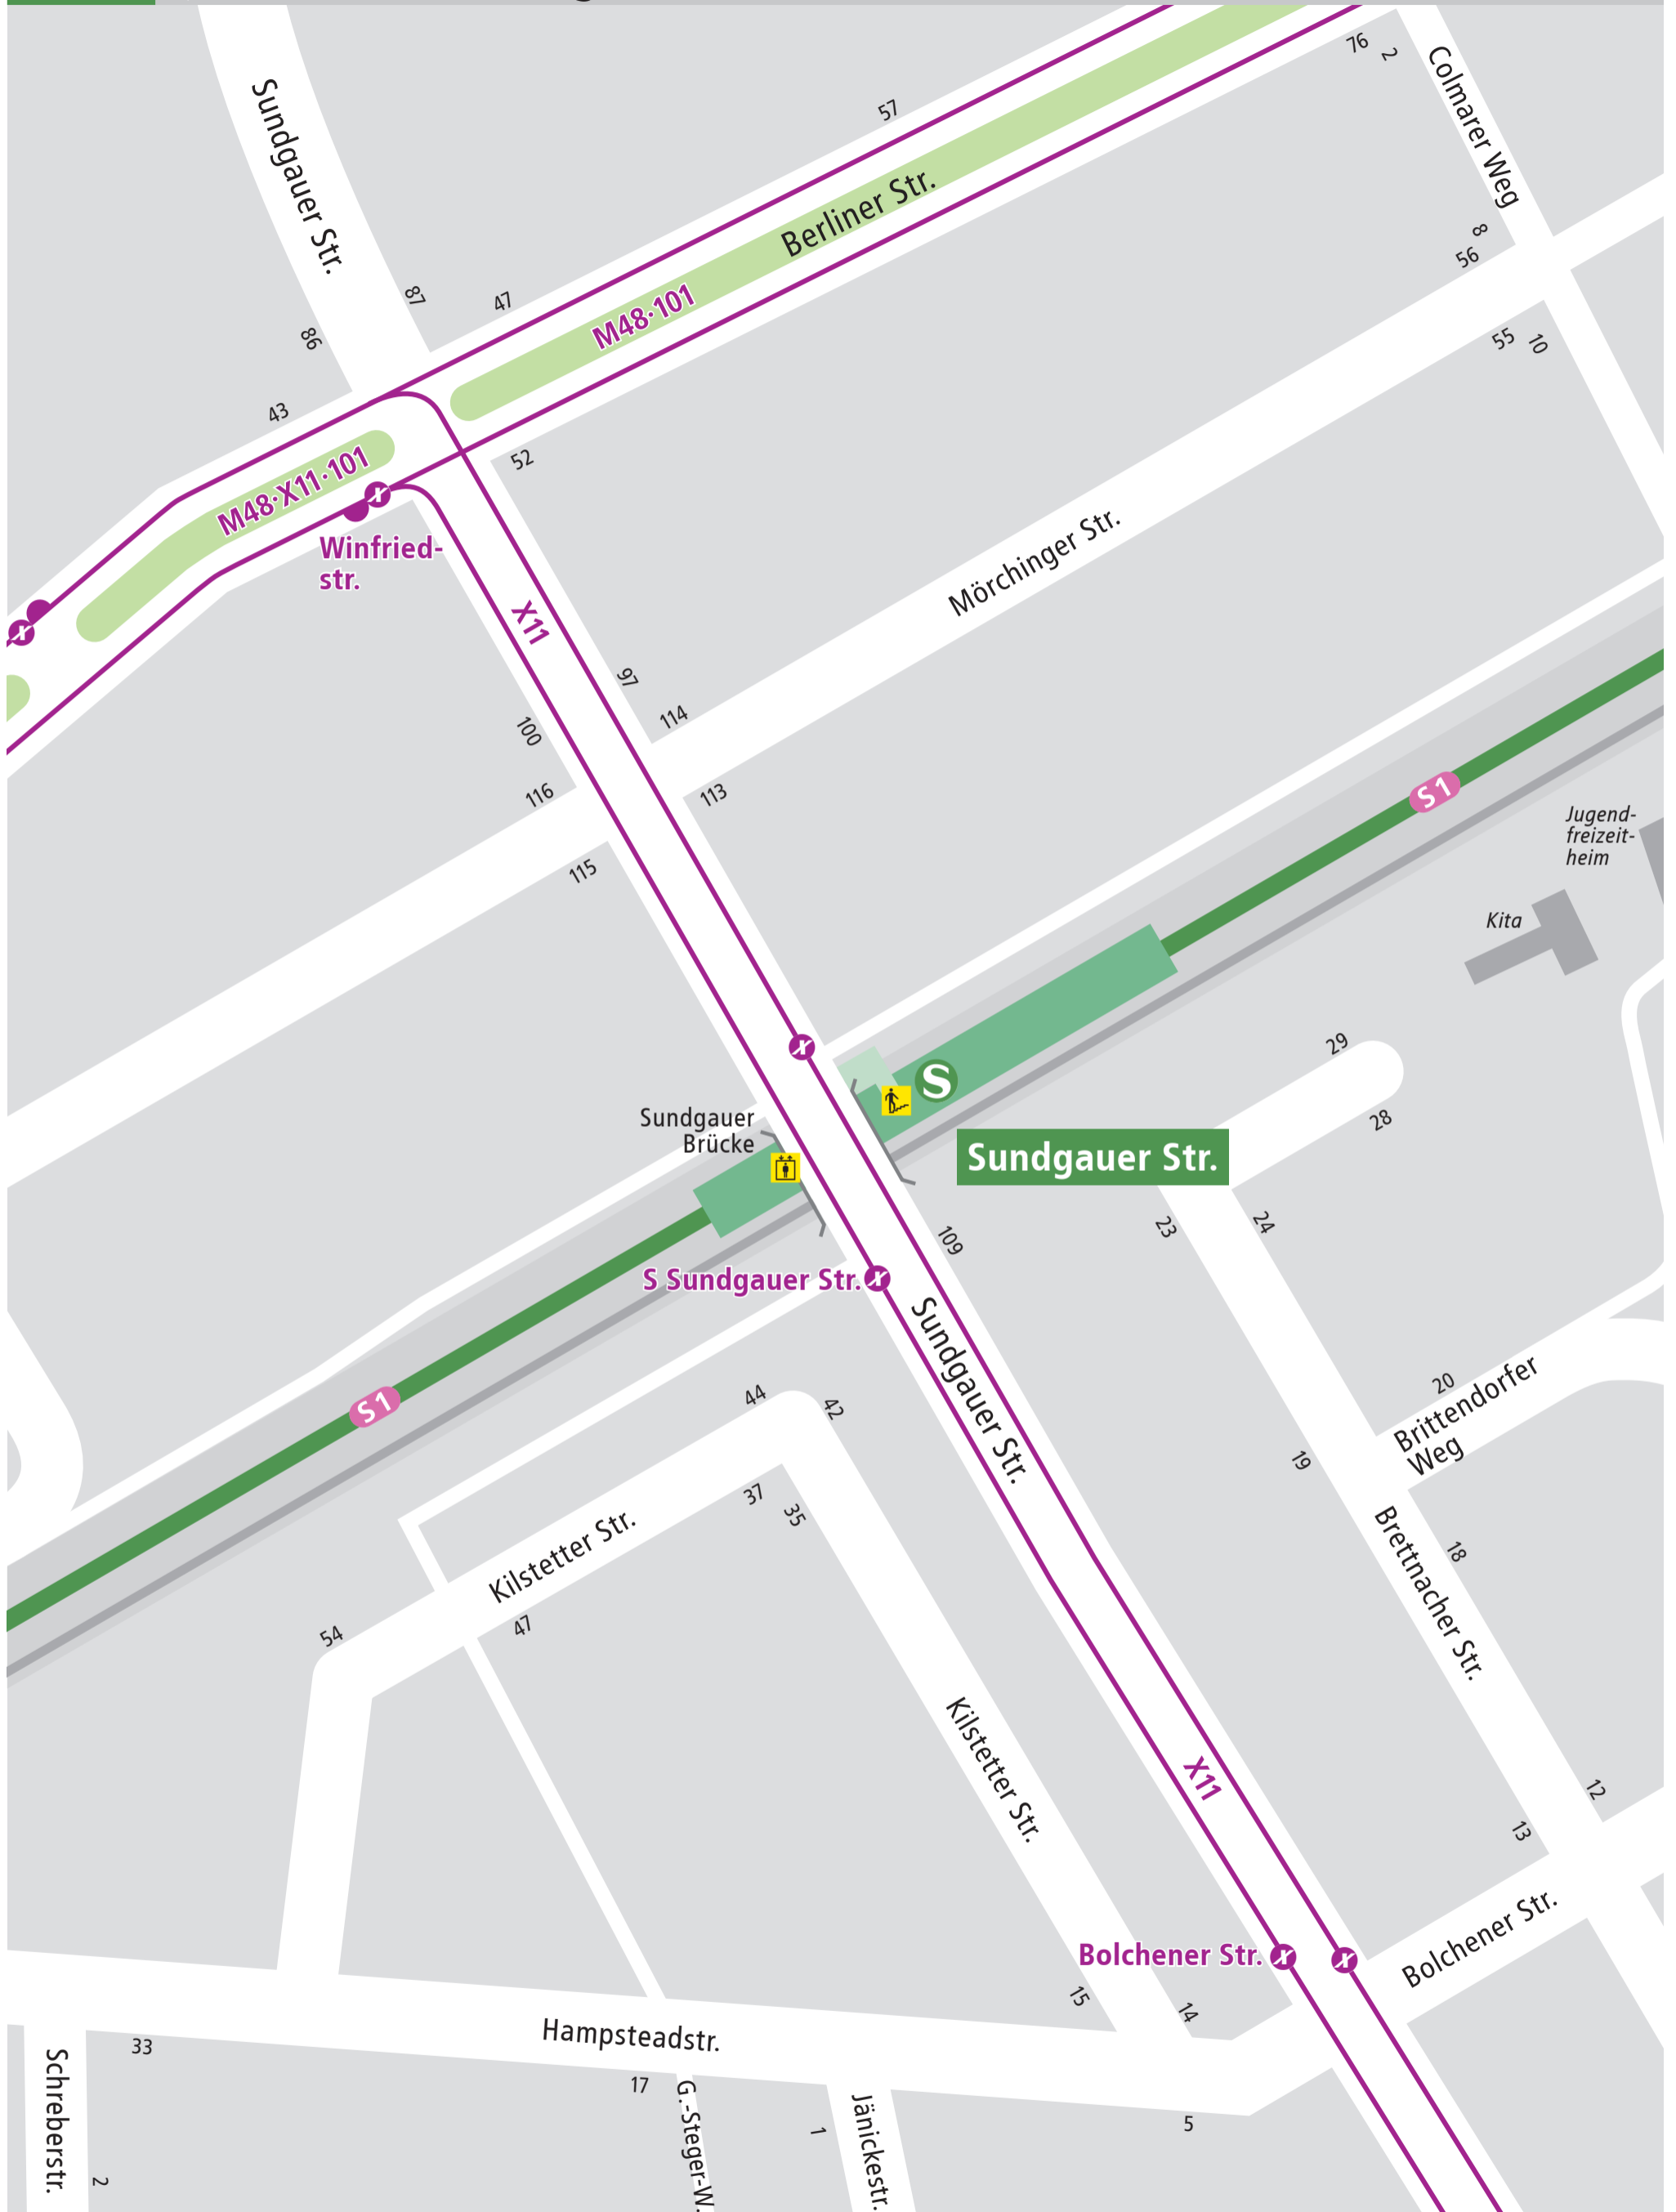 76
2
Colmarer Weg
57
Sundgauer Str.
Berliner Str.
8
56
87
47
M48·101
86
55
10
43
52
M48·X11·101
X
Winfried-
str.
Mörchinger Str.
X11
X
97
114
100
116
113
S1
115
Jugend-
freizeit-
heim
Kita
X
29
S
Sundgauer
Brücke
28
Sundgauer Str.
23
24
109
S Sundgauer Str.
X
Sundgauer Str.
20
Brittendorfer
Weg
S1
44
42
19
37
35
Kilstetter Str.
Brettnacher Str.
18
54
47
Kilstetter Str.
X11
12
13
Bolchener Str.
X
X
Bolchener Str.
15
14
Hampsteadstr.
33
Schreberstr.
17
G.-Steger-W.
1
Jänickestr.
5
2